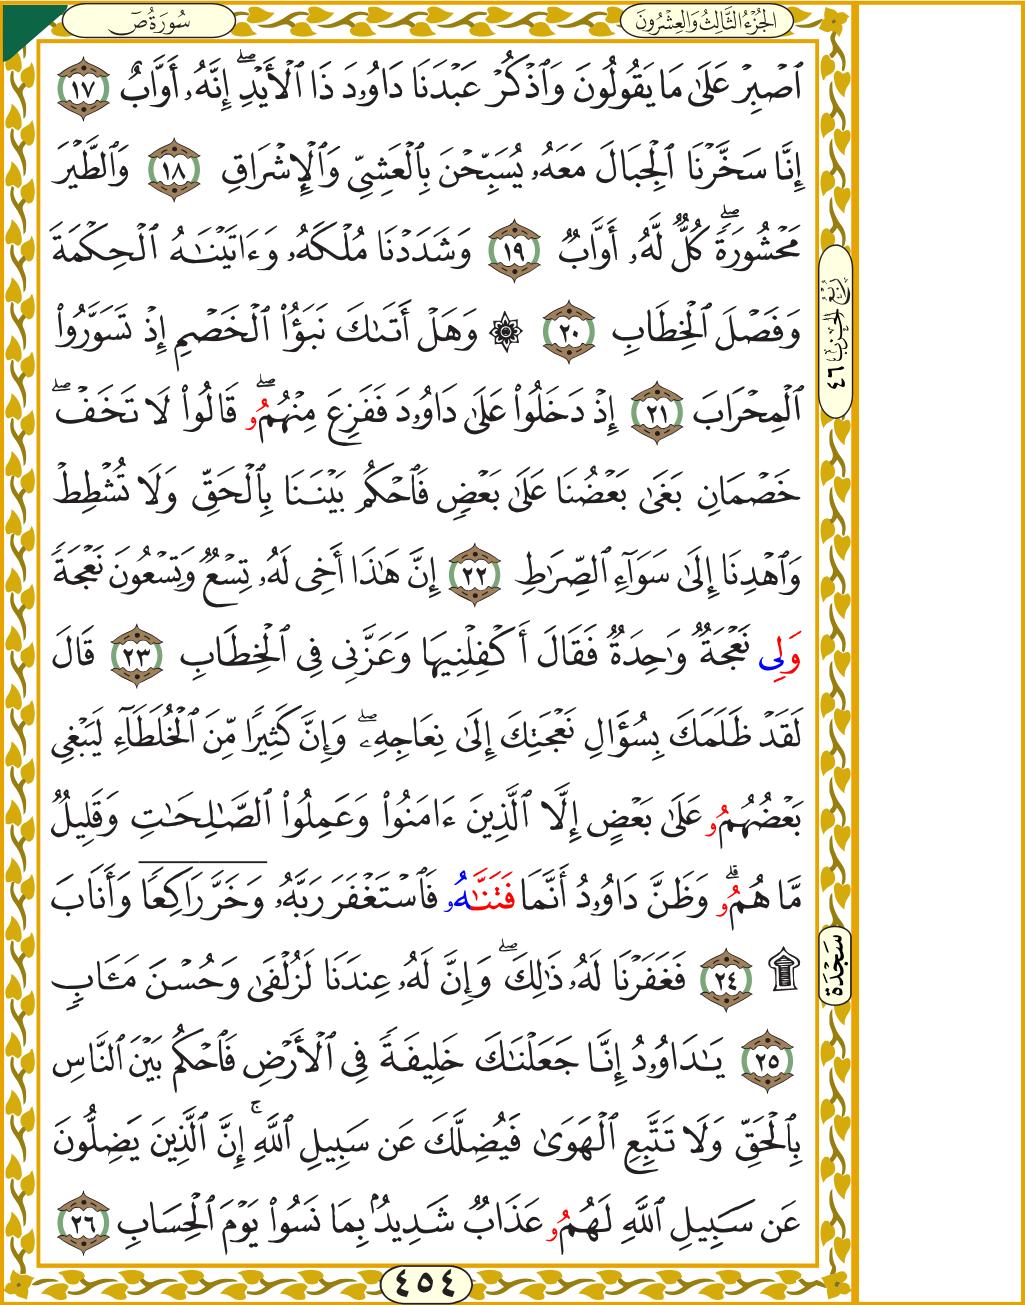 سُورَةُ صٓ
الجُزْءُ الثَّالِثُ وَالعِشْرُونَ
ٱصْبِرْ عَلَىٰ مَا يَقُولُونَ وَٱذْكُرْ عَبْدَنَا دَاوُۥدَ ذَا ٱلْأَيْدِۖ إِنَّهُۥٓ أَوَّابٌ ١٧
إِنَّا سَخَّرْنَا ٱلْجِبَالَ مَعَهُۥ يُسَبِّحْنَ بِٱلْعَشِىِّ وَٱلْإِشْرَاقِ ١٨ وَٱلطَّيْرَ
مَحْشُورَةًۖ كُلٌّ لَّهُۥٓ أَوَّابٌ ١٩ وَشَدَدْنَا مُلْكَهُۥ وَءَاتَيْنَـٰهُ ٱلْحِكْمَةَ
وَفَصْلَ ٱلْخِطَابِ ٢٠ ۞ وَهَلْ أَتَىٰكَ نَبَؤُا۟ ٱلْخَصْمِ إِذْ تَسَوَّرُوا۟
ٱلْمِحْرَابَ ٢١ إِذْ دَخَلُوا۟ عَلَىٰ دَاوُۥدَ فَفَزِعَ مِنْهُمُۥۖ قَالُوا۟ لَا تَخَفْۖ
خَصْمَانِ بَغَىٰ بَعْضُنَا عَلَىٰ بَعْضٍ فَٱحْكُم بَيْنَنَا بِٱلْحَقِّ وَلَا تُشْطِطْ
وَٱهْدِنَآ إِلَىٰ سَوَآءِ ٱلصِّرَٰطِ ٢٢ إِنَّ هَـٰذَآ أَخِى لَهُۥ تِسْعٌ وَتِسْعُونَ نَعْجَةً
وَلِى نَعْجَةٌ وَٰحِدَةٌ فَقَالَ أَكْفِلْنِيهَا وَعَزَّنِى فِى ٱلْخِطَابِ ٢٣ قَالَ
لَقَدْ ظَلَمَكَ بِسُؤَالِ نَعْجَتِكَ إِلَىٰ نِعَاجِهِۦۖ وَإِنَّ كَثِيرًا مِّنَ ٱلْخُلَطَآءِ لَيَبْغِى
بَعْضُهُمُۥ عَلَىٰ بَعْضٍ إِلَّا ٱلَّذِينَ ءَامَنُوا۟ وَعَمِلُوا۟ ٱلصَّـٰلِحَـٰتِ وَقَلِيلٌ
مَّا هُمُۥۗ وَظَنَّ دَاوُۥدُ أَنَّمَا فَتَنَّـٰهُۥ فَٱسْتَغْفَرَ رَبَّهُۥ وَخَرَّ رَاكِعًا وَأَنَابَ
۩ ٢٤ فَغَفَرْنَا لَهُۥ ذَٰلِكَۖ وَإِنَّ لَهُۥ عِندَنَا لَزُلْفَىٰ وَحُسْنَ مَـَٔابٍ
٢٥ يَـٰدَاوُۥدُ إِنَّا جَعَلْنَـٰكَ خَلِيفَةً فِى ٱلْأَرْضِ فَٱحْكُم بَيْنَ ٱلنَّاسِ
بِٱلْحَقِّ وَلَا تَتَّبِعِ ٱلْهَوَىٰ فَيُضِلَّكَ عَن سَبِيلِ ٱللَّهِۚ إِنَّ ٱلَّذِينَ يَضِلُّونَ
عَن سَبِيلِ ٱللَّهِ لَهُمُۥ عَذَابٌ شَدِيدٌۢ بِمَا نَسُوا۟ يَوْمَ ٱلْحِسَابِ ٢٦
رُبْعُ الحِزْب ٤٦
سَجْدَة
٤٥٤